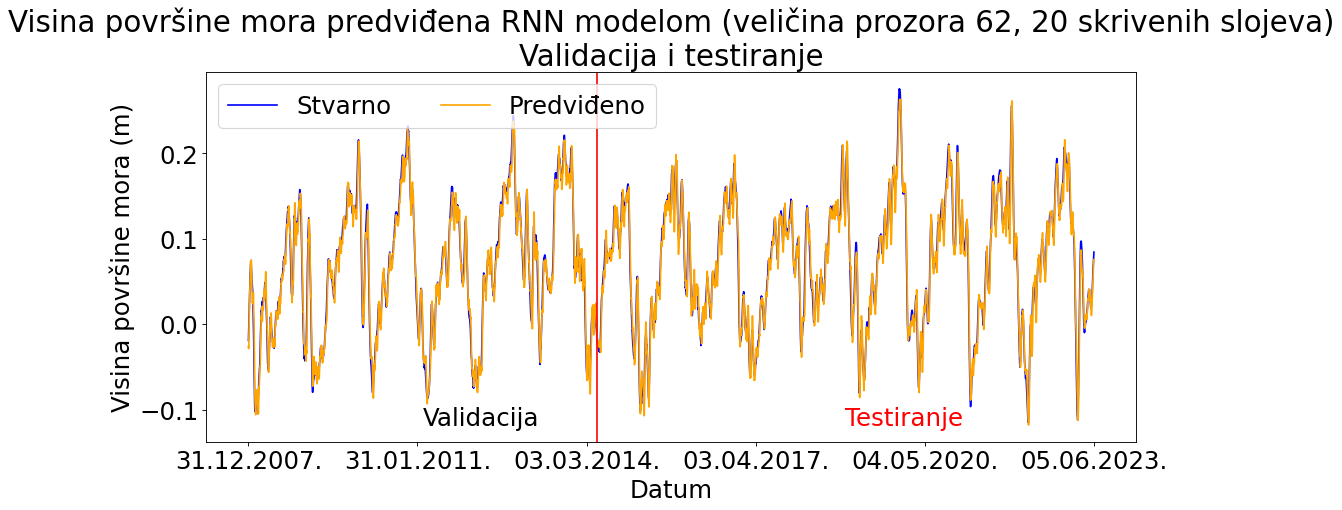 Visina površine mora predviđena RNN modelom (veličina prozora 62, 20 skrivenih slojeva)
Validacija i testiranje
Stvarno
Predviđeno
Visina površine mora (m)
0.2
0.1
0.0
−0.1
Validacija
Testiranje
31.12.2007.
31.01.2011.
03.03.2014.
03.04.2017.
04.05.2020.
05.06.2023.
Datum